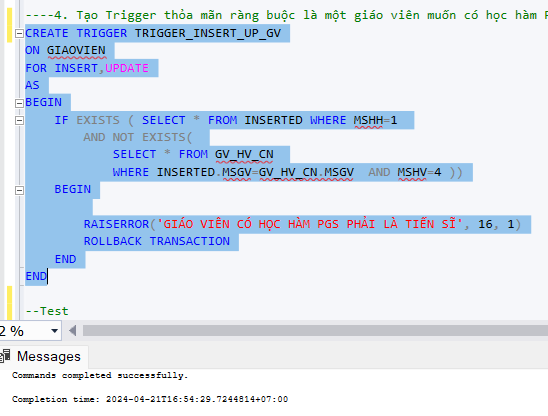 ----4. Tạo Trigger thỏa mãn ràng buộc là một giáo viên muốn có học hàm
CREATE TRIGGER TRIGGER_INSERT_UP_GV
ON GIAOVIEN
FOR INSERT,UPDATE
AS
BEGIN
IF EXISTS ( SELECT * FROM INSERTED WHERE MSHH=1
AND NOT EXISTS(
SELECT * FROM GV_HV_CN
WHERE INSERTED.MSGV=GV_HV_CN.MSGV AND MSHV=4 ))
BEGIN
RAISERROR('GIÁO VIÊN CÓ HỌC HÀM PGS PHẢI LÀ TIẾN SĨ', 16, 1)
ROLLBACK TRANSACTION
END
END
--Test
2 %
Messages
Commands completed successfully.
Completion time: 2024-04-21T16:54:29.7244814+07:00